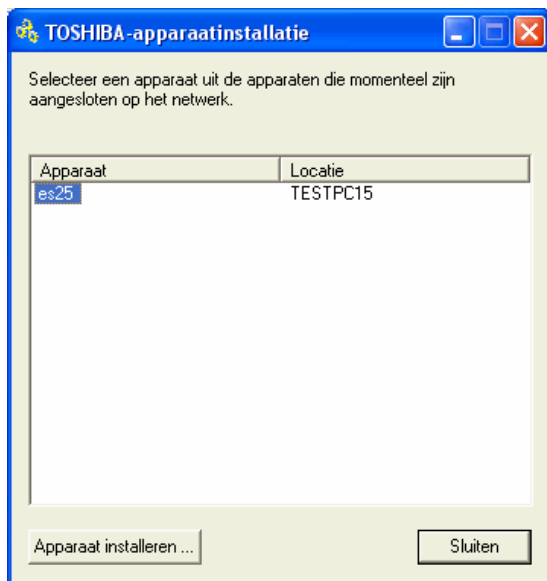 TOSHIBA-apparaatinstallatie
Selecteer een apparaat uit de apparaten die momenteel zijn
aangesloten op het netwerk.
Apparaat Locatie
es25 TESTPC15
Apparaat installeren ... Sluiten